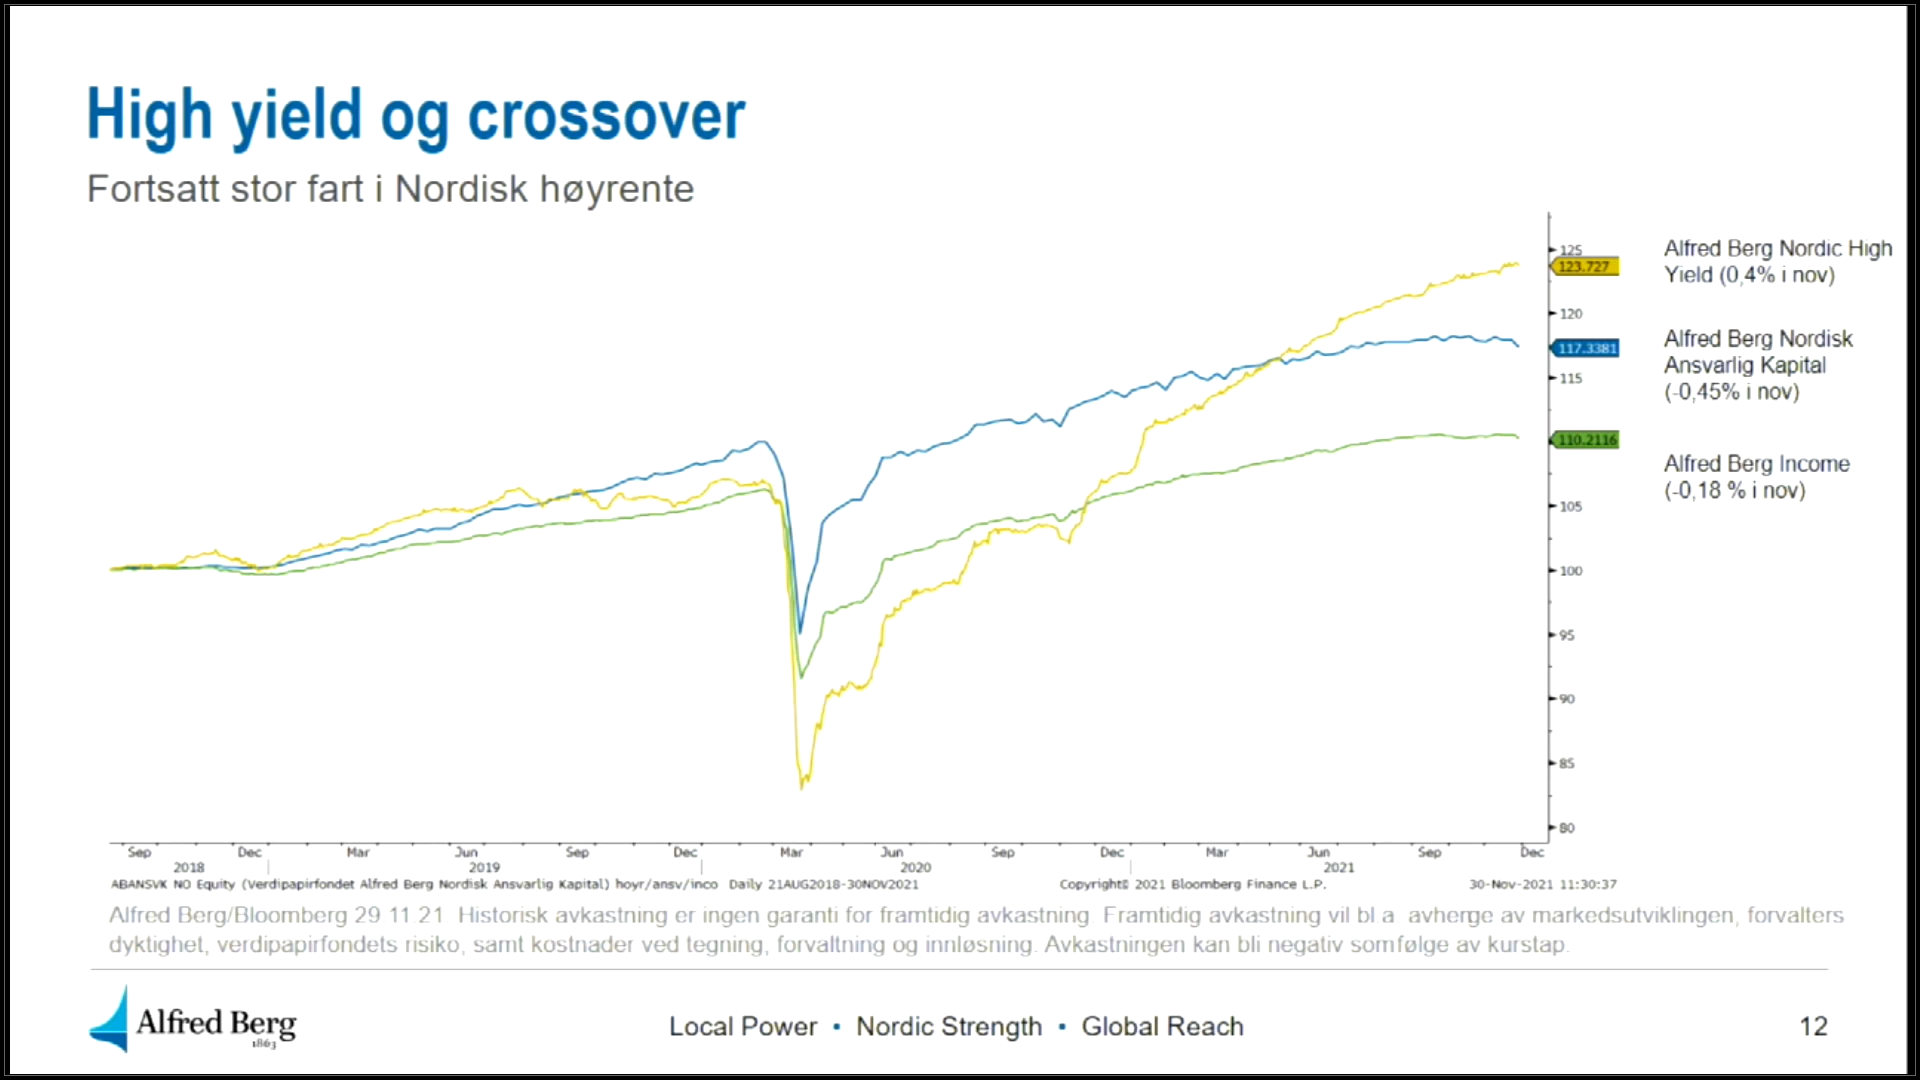 High yield og crossover
Fortsatt stor fart i Nordisk høyrente
125
123.727
120
117.3381
115
110.2116
105
100
95
90
85
80
Alfred Berg Nordic High
Yield (0,4% i nov)
Alfred Berg Nordisk
Ansvarlig Kapital
(-0,45% i nov)
Alfred Berg Income
(-0,18 % i nov)
Sep Dec Mar Jun Sep Dec Mar Jun Sep Dec Mar Jun Sep Dec
2018 2019 2020 2021
ABANSVK NO Equity (Verdipapirfondet Alfred Berg Nordisk Ansvarlig Kapital) hoyr/ansv/inco Daily 21AUG2018-30NOV2021 Copyright© 2021 Bloomberg Finance L.P. 30-Nov-2021 11:30:37
Alfred Berg/Bloomberg 29 11.21 Historisk avkastning er ingen garanti for framtidig avkastning. Framtidig avkastning vil bl a avhenge av markedsutviklingen, forvalters
dyktighet, verdipapirfondets risiko, samt kostnader ved tegning, forvaltning og innløsning. Avkastningen kan bli negativ som følge av kurstap.
Alfred Berg
1863
Local Power • Nordic Strength • Global Reach
12